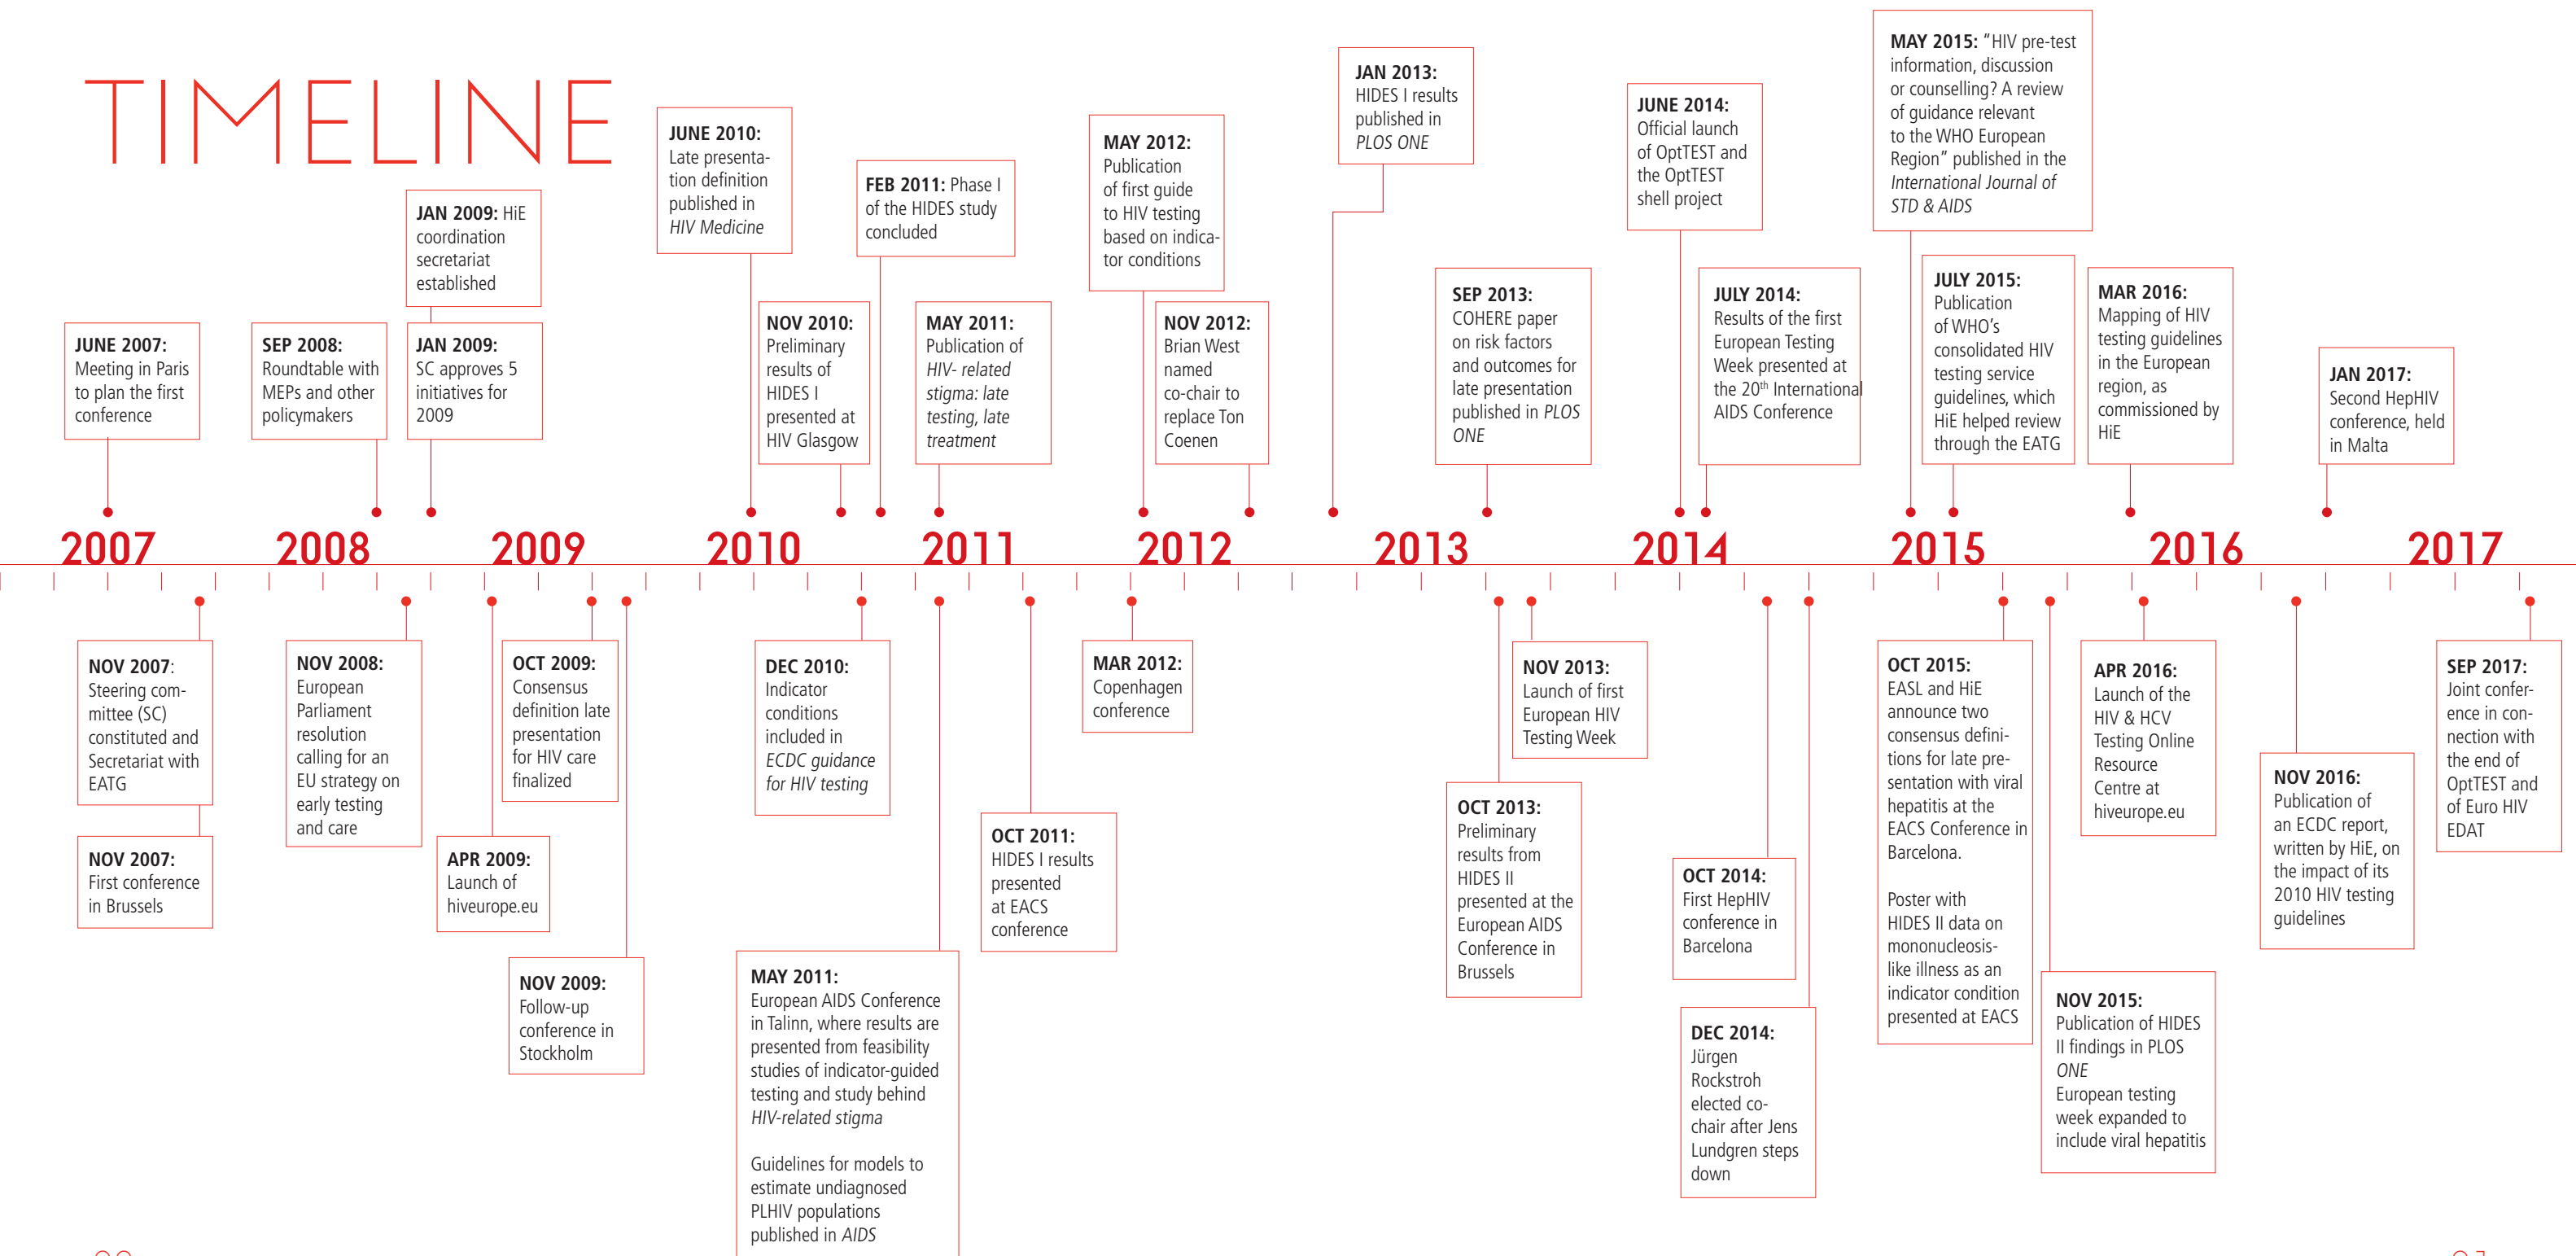 TIMELINE
JUNE 2007:
Meeting in Paris
to plan the first
conference
SEP 2008:
Roundtable with
MEPs and other
policymakers
JAN 2009: HiE
coordination
secretariat
established
JAN 2009:
SC approves 5
initiatives for
2009
JUNE 2010:
Late presenta-
tion definition
published in
HIV Medicine
NOV 2010:
Preliminary
results of
HIDES I
presented at
HIV Glasgow
FEB 2011: Phase I
of the HIDES study
concluded
MAY 2011:
Publication of
HIV- related
stigma: late
testing, late
treatment
MAY 2012:
Publication
of first guide
to HIV testing
based on indica-
tor conditions
NOV 2012:
Brian West
named
co-chair to
replace Ton
Coenen
JAN 2013:
HIDES I results
published in
PLOS ONE
SEP 2013:
COHERE paper
on risk factors
and outcomes for
late presentation
published in PLOS
ONE
JUNE 2014:
Official launch
of OptTEST and
the OptTEST
shell project
JULY 2014:
Results of the first
European Testing
Week presented at
the 20th International
AIDS Conference
MAY 2015: “HIV pre-test
information, discussion
or counselling? A review
of guidance relevant
to the WHO European
Region” published in the
International Journal of
STD & AIDS
JULY 2015:
Publication
of WHO’s
consolidated HIV
testing service
guidelines, which
HiE helped review
through the EATG
MAR 2016:
Mapping of HIV
testing guidelines
in the European
region, as
commissioned by
HiE
JAN 2017:
Second HepHIV
conference, held
in Malta
2007 2008 2009 2010 2011 2012 2013 2014 2015 2016 2017
NOV 2007:
Steering com-
mittee (SC)
constituted and
Secretariat with
EATG
NOV 2007:
First conference
in Brussels
NOV 2008:
European
Parliament
resolution
calling for an
EU strategy on
early testing
and care
APR 2009:
Launch of
hiveurope.eu
OCT 2009:
Consensus
definition late
presentation
for HIV care
finalized
NOV 2009:
Follow-up
conference in
Stockholm
DEC 2010:
Indicator
conditions
included in
ECDC guidance
for HIV testing
MAY 2011:
European AIDS Conference
in Talinn, where results are
presented from feasibility
studies of indicator-guided
testing and study behind
HIV-related stigma
Guidelines for models to
estimate undiagnosed
PLHIV populations
published in AIDS
OCT 2011:
HIDES I results
presented
at EACS
conference
MAR 2012:
Copenhagen
conference
OCT 2013:
Preliminary
results from
HIDES II
presented at the
European AIDS
Conference in
Brussels
NOV 2013:
Launch of first
European HIV
Testing Week
OCT 2014:
First HepHIV
conference in
Barcelona
DEC 2014:
Jürgen
Rockstroh
elected co-
chair after Jens
Lundgren steps
down
OCT 2015:
EASL and HiE
announce two
consensus defini-
tions for late pre-
sentation with viral
hepatitis at the
EACS Conference in
Barcelona.
Poster with
HIDES II data on
mononucleosis-
like illness as an
indicator condition
presented at EACS
NOV 2015:
Publication of HIDES
II findings in PLOS
ONE
European testing
week expanded to
include viral hepatitis
APR 2016:
Launch of the
HIV & HCV
Testing Online
Resource
Centre at
hiveurope.eu
NOV 2016:
Publication of
an ECDC report,
written by HiE, on
the impact of its
2010 HIV testing
guidelines
SEP 2017:
Joint confer-
ence in con-
nection with
the end of
OptTEST and
of Euro HIV
EDAT